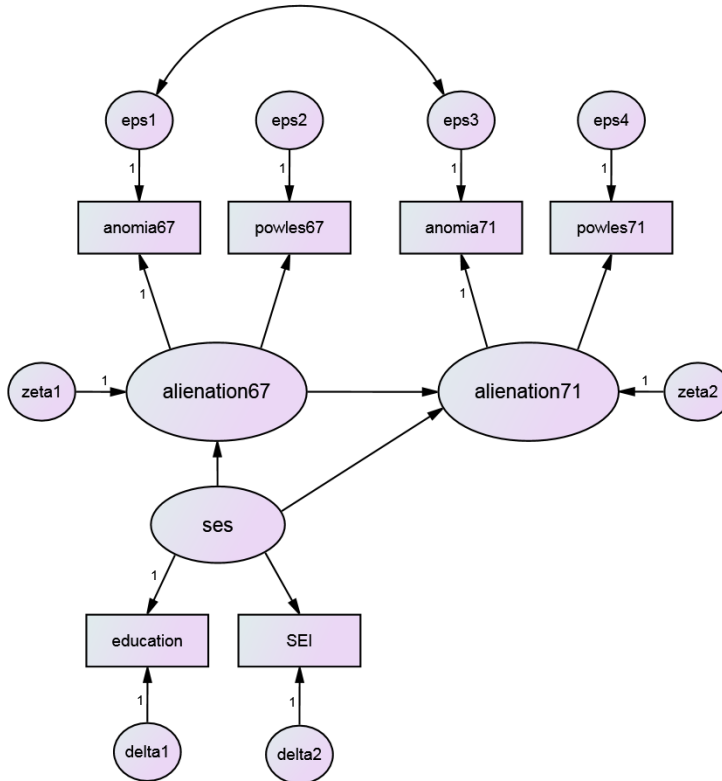 eps1
eps2
eps3
eps4
1
1
1
1
anomia67
powles67
anomia71
powles71
1
1
zeta1
1
alienation67
alienation71
1
zeta2
ses
1
education
SEI
1
1
delta1
delta2